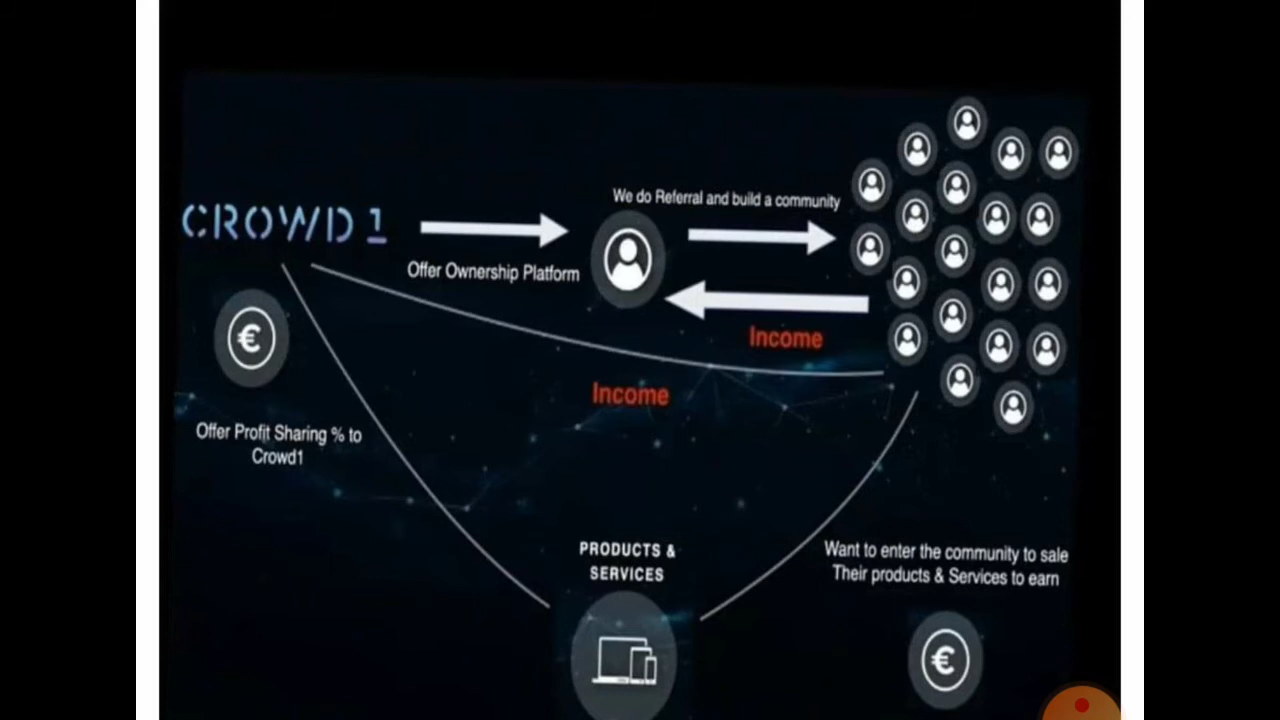 We do Referral and build a community
CROWD1
Offer Ownership Platform
€
Income
Income
Offer Profit Sharing % to
Crowd1
PRODUCTS &
SERVICES
Want to enter the community to sale
Their products & Services to earn
€